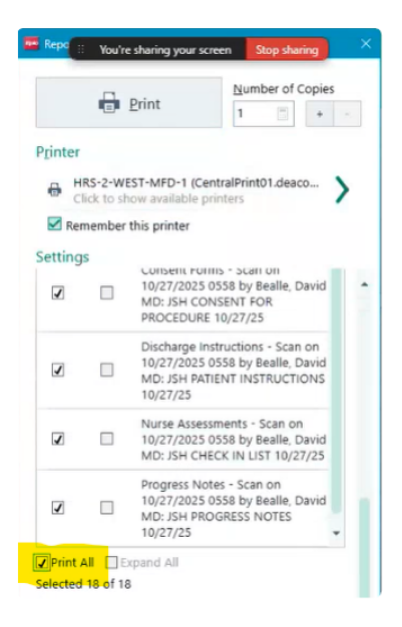 Repo
You're sharing your screen Stop sharing
Print
Number of Copies
1
+ -
Printer
HRS-2-WEST-MFD-1 (CentralPrint01.deaco...
Click to show available printers
Remember this printer
Settings
Consent Forms - Scan on
10/27/2025 0558 by Bealle, David
MD: JSH CONSENT FOR
PROCEDURE 10/27/25
Discharge Instructions - Scan on
10/27/2025 0558 by Bealle, David
MD: JSH PATIENT INSTRUCTIONS
10/27/25
Nurse Assessments - Scan on
10/27/2025 0558 by Bealle, David
MD: JSH CHECK IN LIST 10/27/25
Progress Notes - Scan on
10/27/2025 0558 by Bealle, David
MD: JSH PROGRESS NOTES
10/27/25
Print All Expand All
Selected 18 of 18